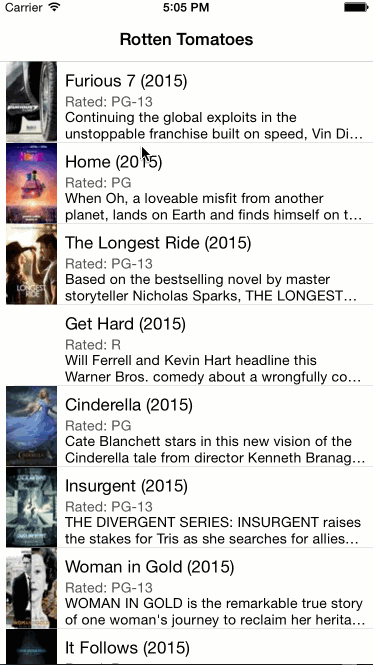 Carrier 5:05 PM
Rotten Tomatoes
Furious 7 (2015)
Rated: PG-13
Continuing the global exploits in the
unstoppable franchise built on speed, Vin Di…
Home (2015)
Rated: PG
When Oh, a loveable misfit from another
planet, lands on Earth and finds himself on t…
The Longest Ride (2015)
Rated: PG-13
Based on the bestselling novel by master
storyteller Nicholas Sparks, THE LONGEST…
LONGEST
RIDE
Get Hard (2015)
Rated: R
Will Ferrell and Kevin Hart headline this
Warner Bros. comedy about a wrongfully co…
Cinderella (2015)
Rated: PG
Cate Blanchett stars in this new vision of the
Cinderella tale from director Kenneth Branag…
Insurgent (2015)
Rated: PG-13
THE DIVERGENT SERIES: INSURGENT raises
the stakes for Tris as she searches for allies…
Woman in Gold (2015)
Rated: PG-13
WOMAN IN GOLD is the remarkable true story
of one woman's journey to reclaim her herita…
It Follows (2015)